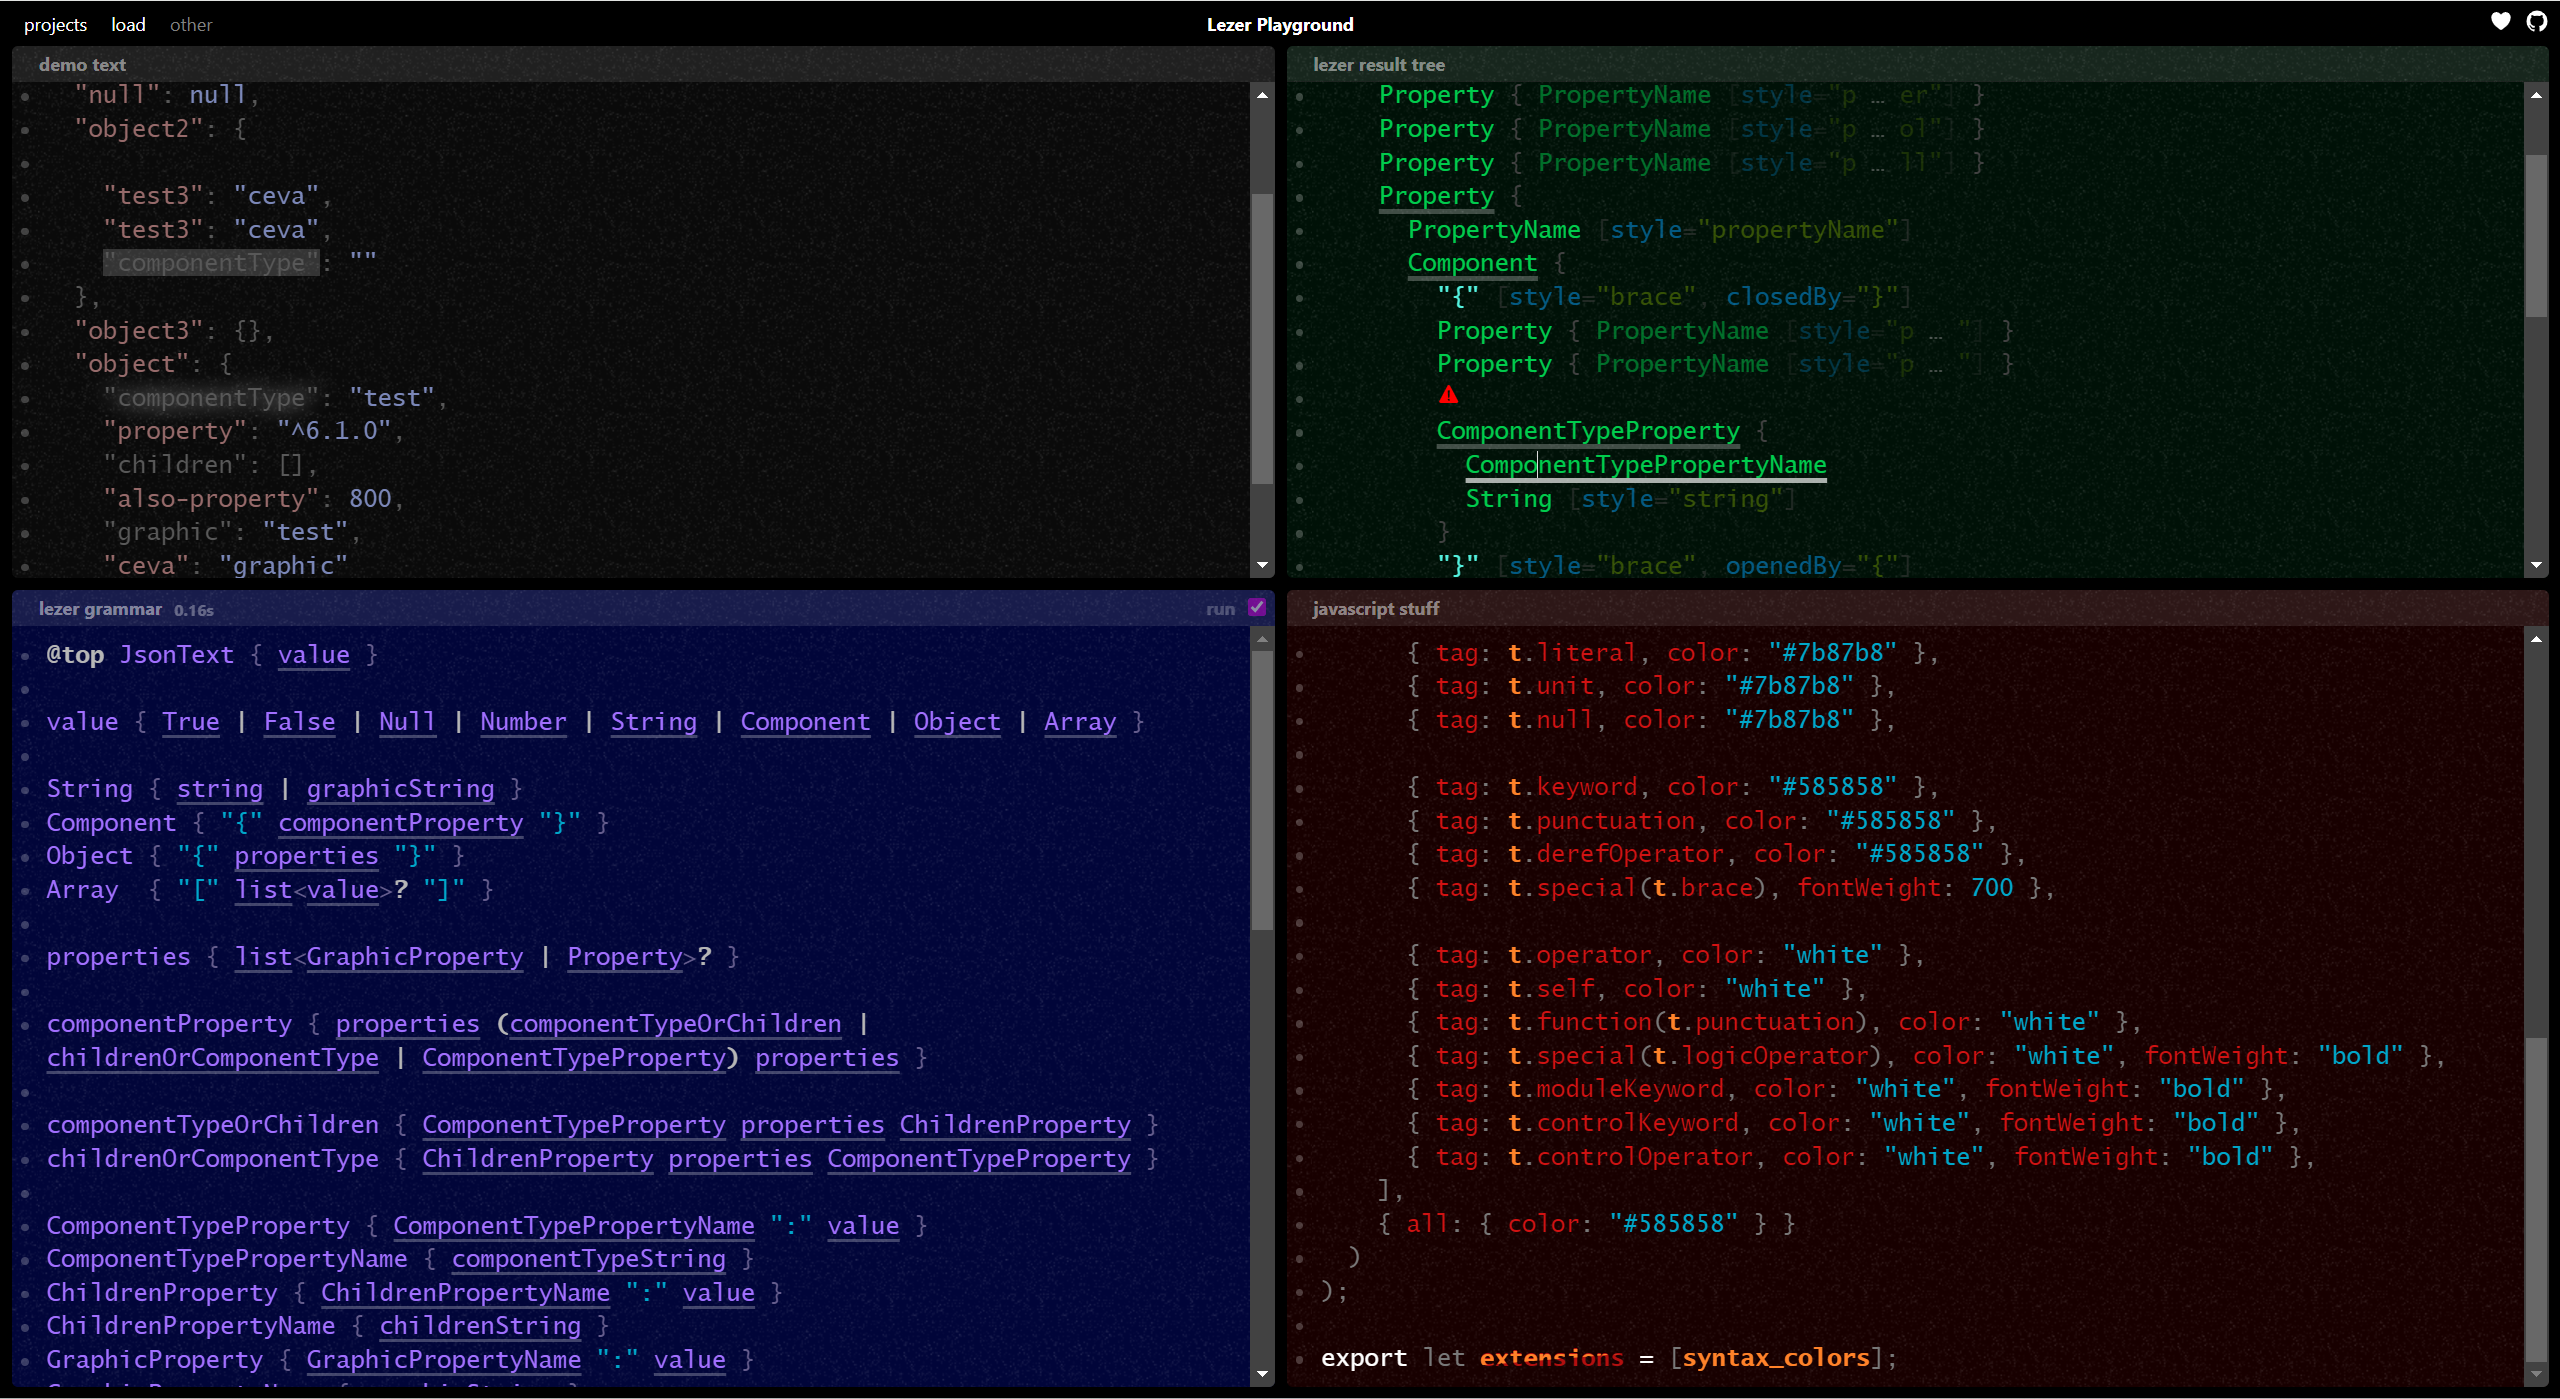 projects load other
Lezer Playground
demo text
"null": null,
"object2": {
"test3": "ceva",
"test3": "ceva",
"componentType": ""
},
"object3": {},
"object": {
"componentType": "test",
"property": "^6.1.0",
"children": [],
"also-property": 800,
"graphic": "test",
"ceva": "graphic"
lezer result tree
Property { PropertyName [style="p … er"] }
Property { PropertyName [style="p … ol"] }
Property { PropertyName [style="p … ll"] }
Property {
PropertyName [style="propertyName"]
Component {
"{" [style="brace", closedBy="}"]
Property { PropertyName [style="p … "] }
Property { PropertyName [style="p … "] }
ComponentTypeProperty {
ComponentTypePropertyName
String [style="string"]
}
"}" [style="brace", openedBy="{"]
lezer grammar 0.16s run
@top JsonText { value }
value { True | False | Null | Number | String | Component | Object | Array }
String { string | graphicString }
Component { "{" componentProperty "}" }
Object { "{" properties "}" }
Array { "[" list<value>? "]" }
properties { list<GraphicProperty | Property>? }
componentProperty { properties (componentTypeOrChildren |
childrenOrComponentType | ComponentTypeProperty) properties }
componentTypeOrChildren { ComponentTypeProperty properties ChildrenProperty }
childrenOrComponentType { ChildrenProperty properties ComponentTypeProperty }
ComponentTypeProperty { ComponentTypePropertyName ":" value }
ComponentTypePropertyName { componentTypeString }
ChildrenProperty { ChildrenPropertyName ":" value }
ChildrenPropertyName { childrenString }
GraphicProperty { GraphicPropertyName ":" value }
javascript stuff
{ tag: t.literal, color: "#7b87b8" },
{ tag: t.unit, color: "#7b87b8" },
{ tag: t.null, color: "#7b87b8" },
{ tag: t.keyword, color: "#585858" },
{ tag: t.punctuation, color: "#585858" },
{ tag: t.derefOperator, color: "#585858" },
{ tag: t.special(t.brace), fontWeight: 700 },
{ tag: t.operator, color: "white" },
{ tag: t.self, color: "white" },
{ tag: t.function(t.punctuation), color: "white" },
{ tag: t.special(t.logicOperator), color: "white", fontWeight: "bold" },
{ tag: t.moduleKeyword, color: "white", fontWeight: "bold" },
{ tag: t.controlKeyword, color: "white", fontWeight: "bold" },
{ tag: t.controlOperator, color: "white", fontWeight: "bold" },
],
{ all: { color: "#585858" } }
)
);
export let extensions = [syntax_colors];